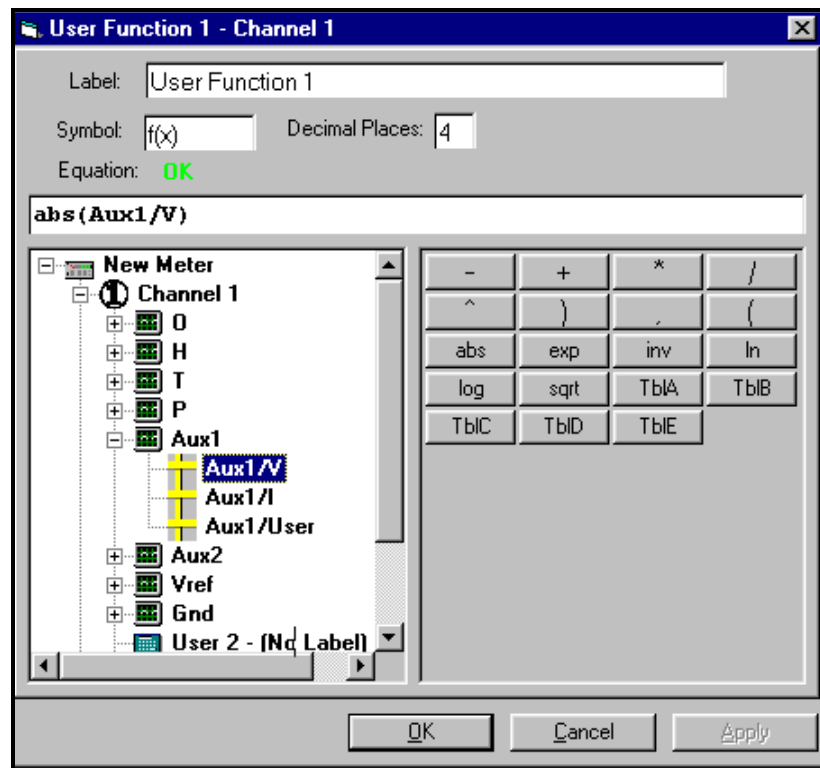 User Function 1 - Channel 1
Label: User Function 1
Symbol: f(x) Decimal Places: 4
Equation: OK
abs(Aux1/V)
New Meter
1 Channel 1
O
H
T
P
Aux1
Aux1/V
Aux1/I
Aux1/User
Aux2
Vref
Gnd
User 2 - (No Label)
- + * /
^ ) , (
abs exp inv ln
log sqrt TblA TblB
TblC TblD TblE
OK Cancel Apply